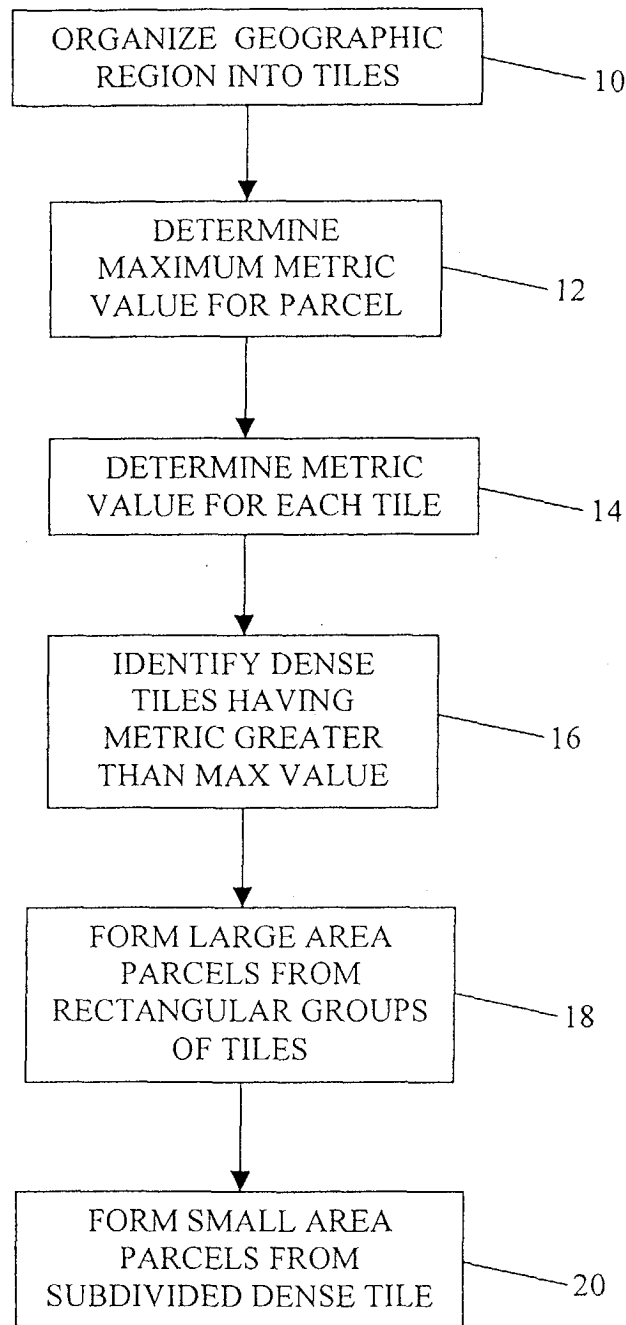 ORGANIZE GEOGRAPHIC
REGION INTO TILES
10
DETERMINE
MAXIMUM METRIC
VALUE FOR PARCEL
12
DETERMINE METRIC
VALUE FOR EACH TILE
14
IDENTIFY DENSE
TILES HAVING
METRIC GREATER
THAN MAX VALUE
16
FORM LARGE AREA
PARCELS FROM
RECTANGULAR GROUPS
OF TILES
18
FORM SMALL AREA
PARCELS FROM
SUBDIVIDED DENSE TILE
20